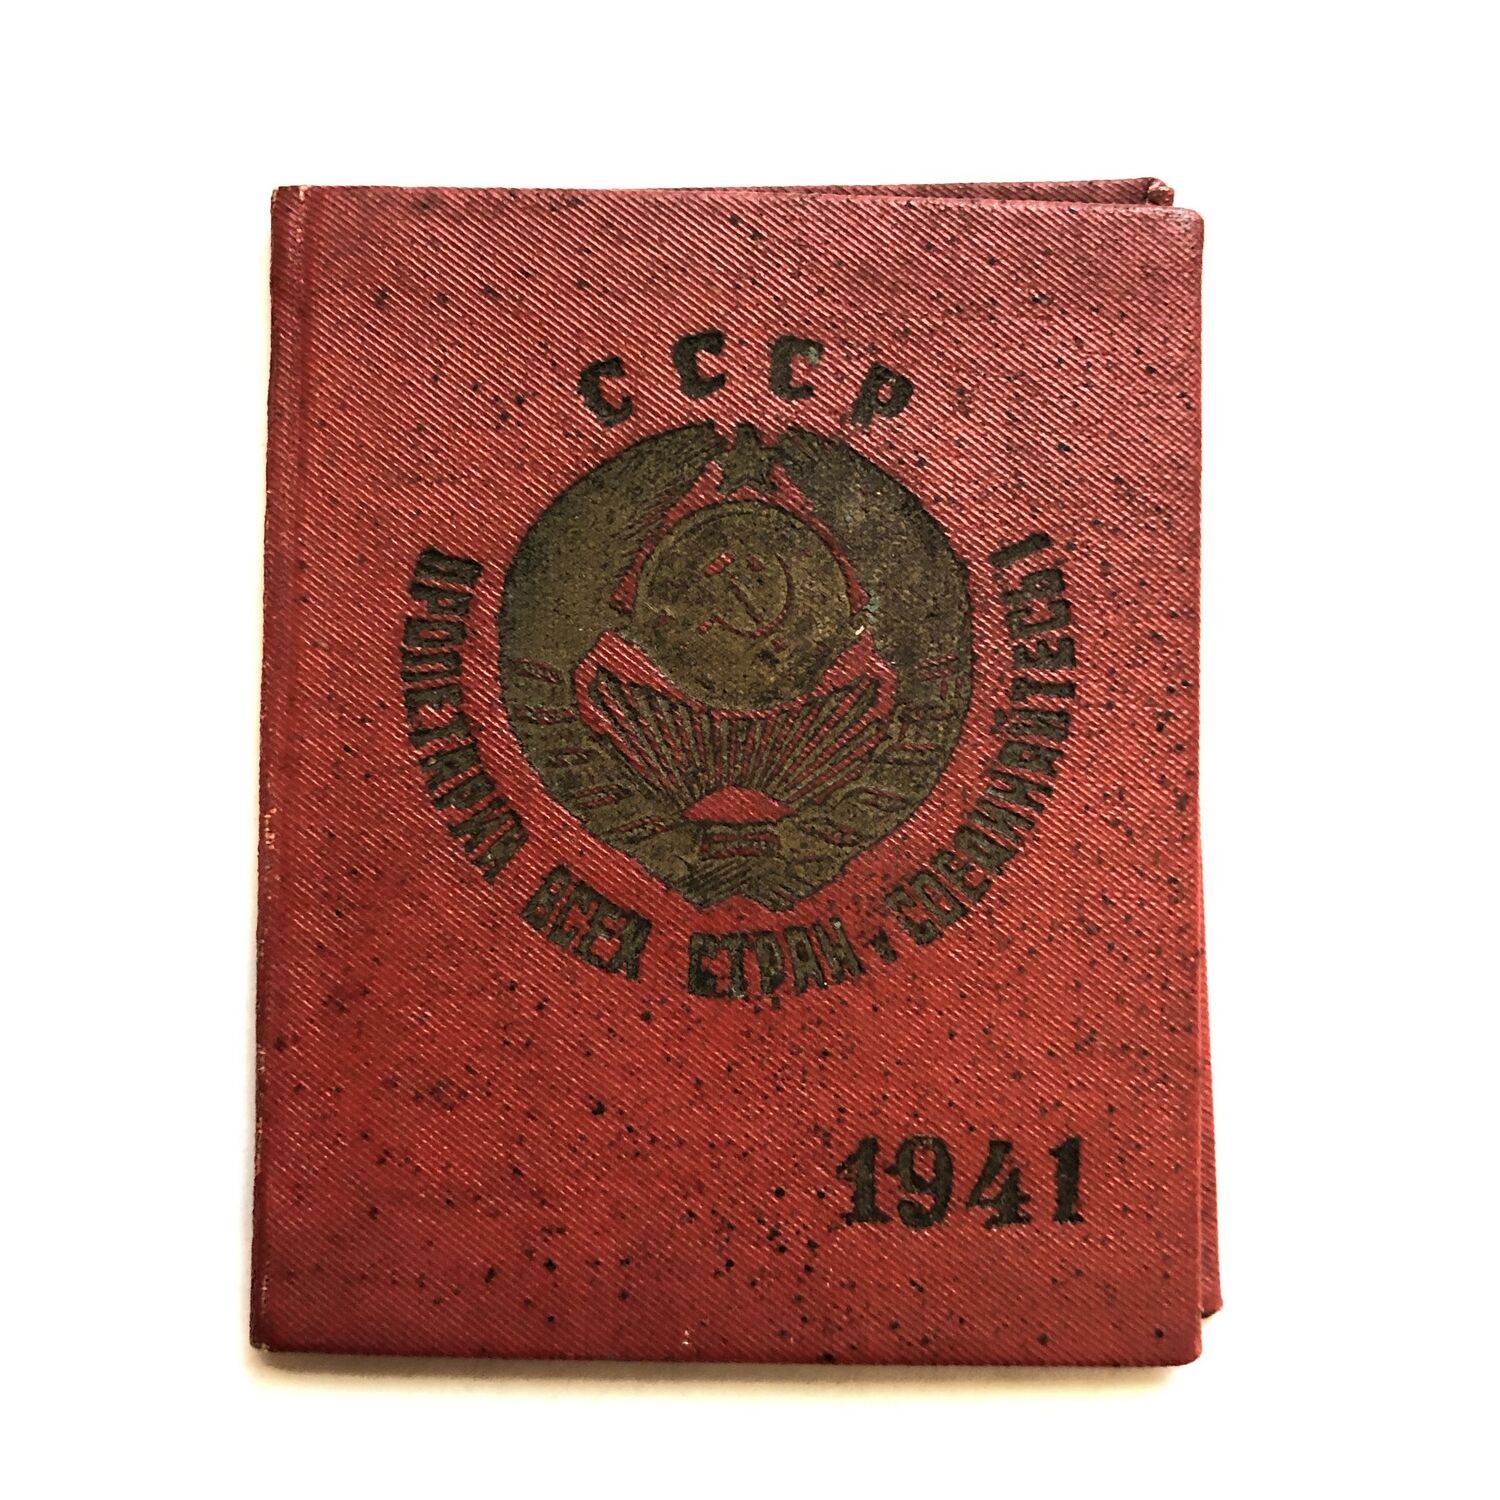 СССР
ПРОЛЕТАРИИ ВСЕХ СТРАН, СОЕДИНЯЙТЕСЬ!
1941